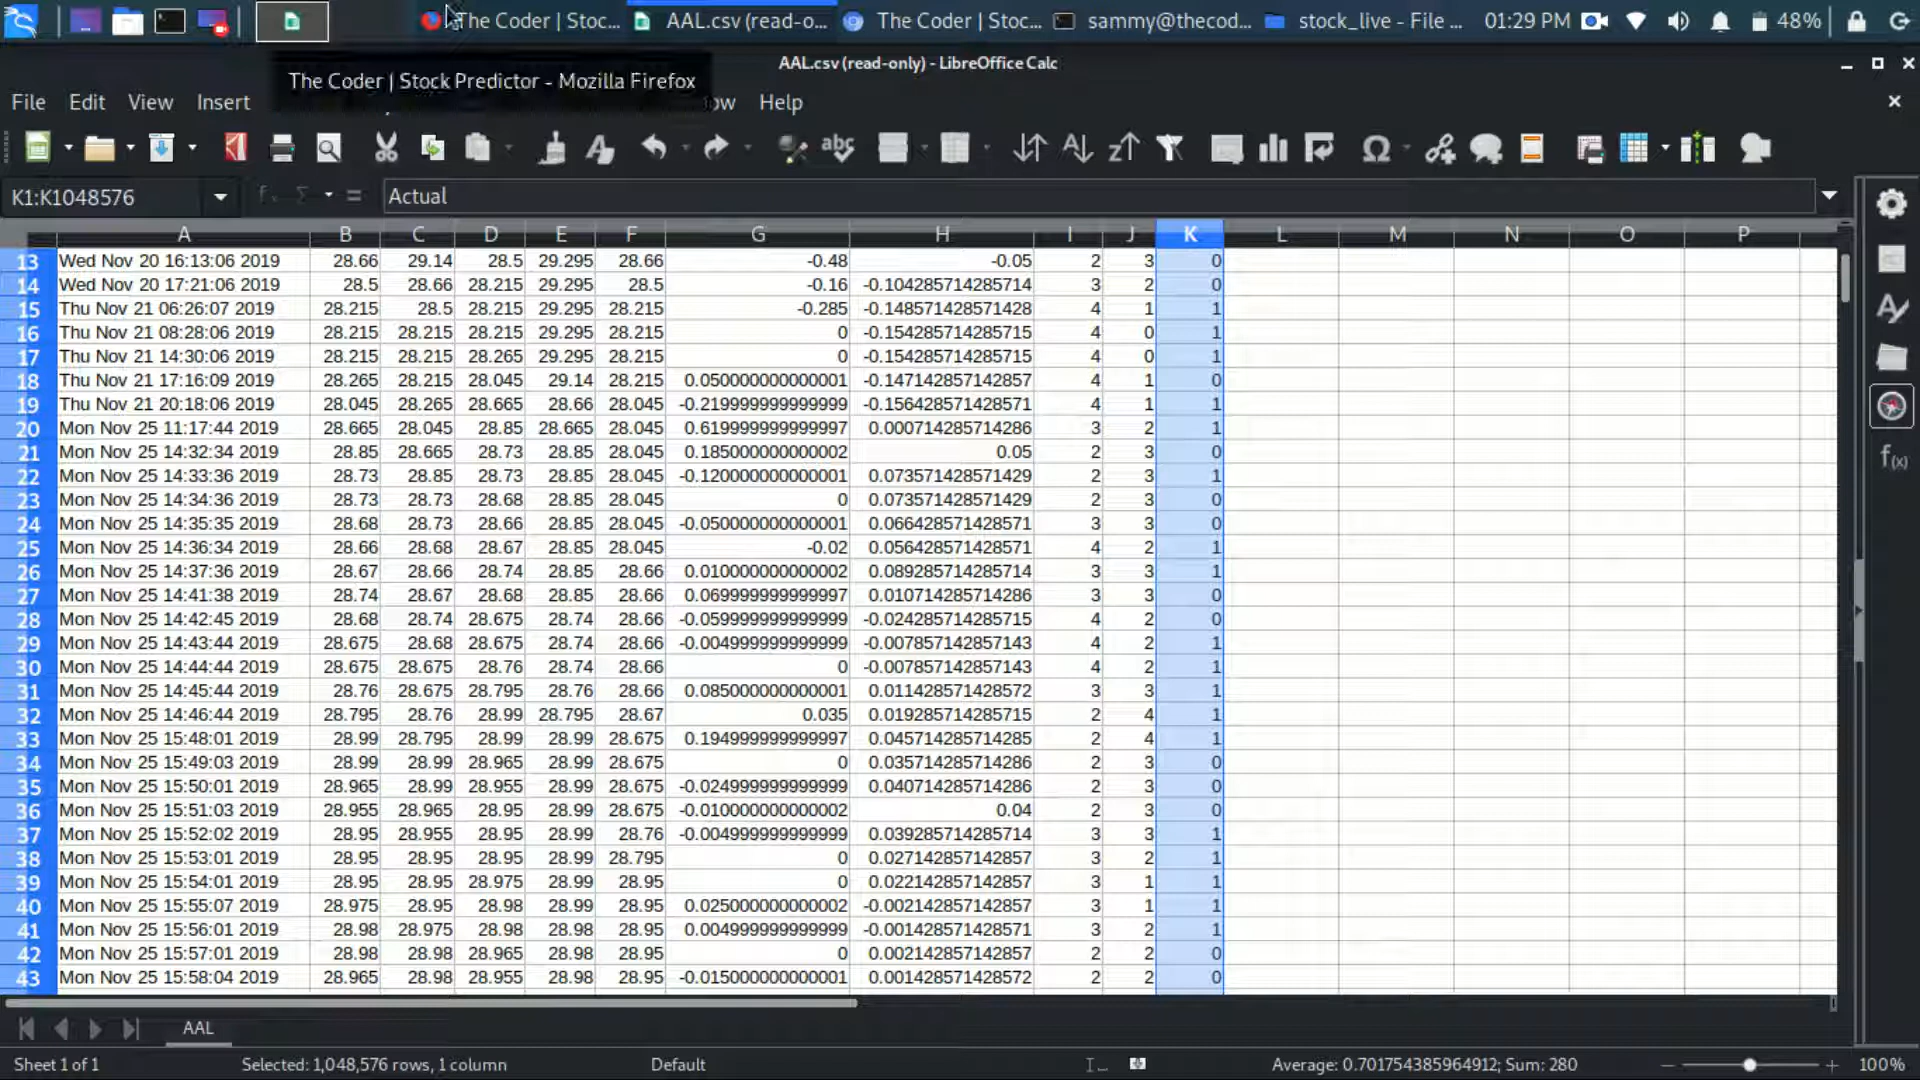 The Coder | Stoc... AAL.csv (read-o... The Coder | Stoc... sammy@thecod... stock_live - File ... 01:29 PM 48%
AAL.csv (read-only) - LibreOffice Calc
The Coder | Stock Predictor - Mozilla Firefox
File Edit View Insert ow Help
K1:K1048576 Actual
A B C D E F G H I J K L M N O P
13 Wed Nov 20 16:13:06 2019 28.66 29.14 28.5 29.295 28.66 -0.48 -0.05 2 3 0
14 Wed Nov 20 17:21:06 2019 28.5 28.66 28.215 29.295 28.5 -0.16 -0.104285714285714 3 2 0
15 Thu Nov 21 06:26:07 2019 28.215 28.5 28.215 29.295 28.215 -0.285 -0.148571428571428 4 1 1
16 Thu Nov 21 08:28:06 2019 28.215 28.215 28.215 29.295 28.215 0 -0.154285714285715 4 0 1
17 Thu Nov 21 14:30:06 2019 28.215 28.215 28.265 29.295 28.215 0 -0.154285714285715 4 0 1
18 Thu Nov 21 17:16:09 2019 28.265 28.215 28.045 29.14 28.215 0.050000000000001 -0.147142857142857 4 1 0
19 Thu Nov 21 20:18:06 2019 28.045 28.265 28.665 28.66 28.045 -0.219999999999999 -0.156428571428571 4 1 1
20 Mon Nov 25 11:17:44 2019 28.665 28.045 28.85 28.665 28.045 0.619999999999997 0.000714285714286 3 2 1
21 Mon Nov 25 14:32:34 2019 28.85 28.665 28.73 28.85 28.045 0.185000000000002 0.05 2 3 0
22 Mon Nov 25 14:33:36 2019 28.73 28.85 28.73 28.85 28.045 -0.120000000000001 0.073571428571429 2 3 1
23 Mon Nov 25 14:34:36 2019 28.73 28.73 28.68 28.85 28.045 0 0.073571428571429 2 3 0
24 Mon Nov 25 14:35:35 2019 28.68 28.73 28.66 28.85 28.045 -0.050000000000001 0.066428571428571 3 3 0
25 Mon Nov 25 14:36:34 2019 28.66 28.68 28.67 28.85 28.045 -0.02 0.056428571428571 4 2 1
26 Mon Nov 25 14:37:36 2019 28.67 28.66 28.74 28.85 28.66 0.010000000000002 0.089285714285714 3 3 1
27 Mon Nov 25 14:41:38 2019 28.74 28.67 28.68 28.85 28.66 0.069999999999997 0.010714285714286 3 3 0
28 Mon Nov 25 14:42:45 2019 28.68 28.74 28.675 28.74 28.66 -0.059999999999999 -0.024285714285715 4 2 0
29 Mon Nov 25 14:43:44 2019 28.675 28.68 28.675 28.74 28.66 -0.004999999999999 -0.007857142857143 4 2 1
30 Mon Nov 25 14:44:44 2019 28.675 28.675 28.76 28.74 28.66 0 -0.007857142857143 4 2 1
31 Mon Nov 25 14:45:44 2019 28.76 28.675 28.795 28.76 28.66 0.085000000000001 0.011428571428572 3 3 1
32 Mon Nov 25 14:46:44 2019 28.795 28.76 28.99 28.795 28.67 0.035 0.019285714285715 2 4 1
33 Mon Nov 25 15:48:01 2019 28.99 28.795 28.99 28.99 28.675 0.194999999999997 0.045714285714285 2 4 1
34 Mon Nov 25 15:49:03 2019 28.99 28.99 28.965 28.99 28.675 0 0.035714285714286 2 3 0
35 Mon Nov 25 15:50:01 2019 28.965 28.99 28.955 28.99 28.675 -0.024999999999999 0.040714285714286 2 3 0
36 Mon Nov 25 15:51:03 2019 28.955 28.965 28.95 28.99 28.675 -0.010000000000002 0.04 2 3 0
37 Mon Nov 25 15:52:02 2019 28.95 28.955 28.95 28.99 28.76 -0.004999999999999 0.039285714285714 3 3 1
38 Mon Nov 25 15:53:01 2019 28.95 28.95 28.95 28.99 28.795 0 0.027142857142857 3 2 1
39 Mon Nov 25 15:54:01 2019 28.95 28.95 28.975 28.99 28.95 0 0.022142857142857 3 1 1
40 Mon Nov 25 15:55:07 2019 28.975 28.95 28.98 28.99 28.95 0.025000000000002 -0.002142857142857 3 1 1
41 Mon Nov 25 15:56:01 2019 28.98 28.975 28.98 28.98 28.95 0.004999999999999 -0.001428571428571 3 2 1
42 Mon Nov 25 15:57:01 2019 28.98 28.98 28.965 28.98 28.95 0 0.002142857142857 2 2 0
43 Mon Nov 25 15:58:04 2019 28.965 28.98 28.955 28.98 28.95 -0.015000000000001 0.001428571428572 2 2 0
AAL
Sheet 1 of 1 Selected: 1,048,576 rows, 1 column Default Average: 0.701754385964912; Sum: 280 100%